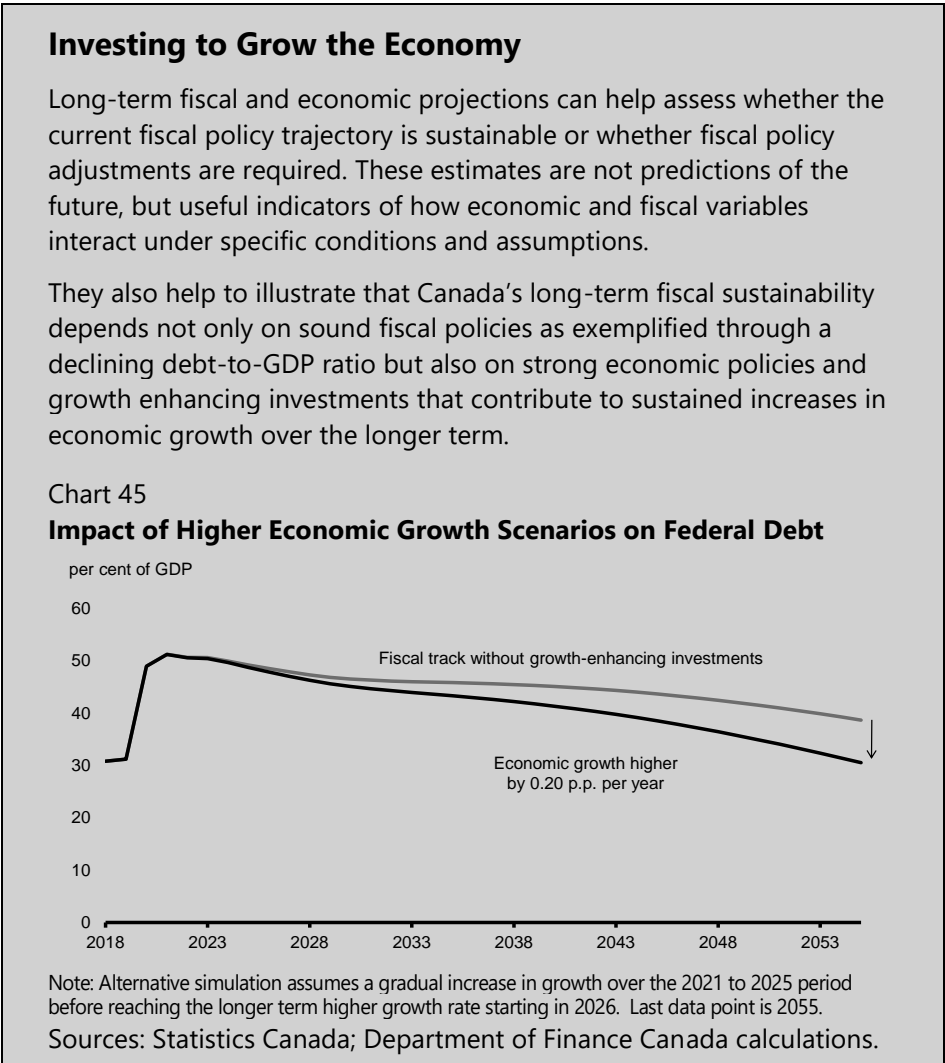 Investing to Grow the Economy
Long-term fiscal and economic projections can help assess whether the
current fiscal policy trajectory is sustainable or whether fiscal policy
adjustments are required. These estimates are not predictions of the
future, but useful indicators of how economic and fiscal variables
interact under specific conditions and assumptions.
They also help to illustrate that Canada’s long-term fiscal sustainability
depends not only on sound fiscal policies as exemplified through a
declining debt-to-GDP ratio but also on strong economic policies and
growth enhancing investments that contribute to sustained increases in
economic growth over the longer term.
Chart 45
Impact of Higher Economic Growth Scenarios on Federal Debt
per cent of GDP
60
50
40
30
20
10
0
Fiscal track without growth-enhancing investments
Economic growth higher
by 0.20 p.p. per year
2018 2023 2028 2033 2038 2043 2048 2053
Note: Alternative simulation assumes a gradual increase in growth over the 2021 to 2025 period
before reaching the longer term higher growth rate starting in 2026. Last data point is 2055.
Sources: Statistics Canada; Department of Finance Canada calculations.